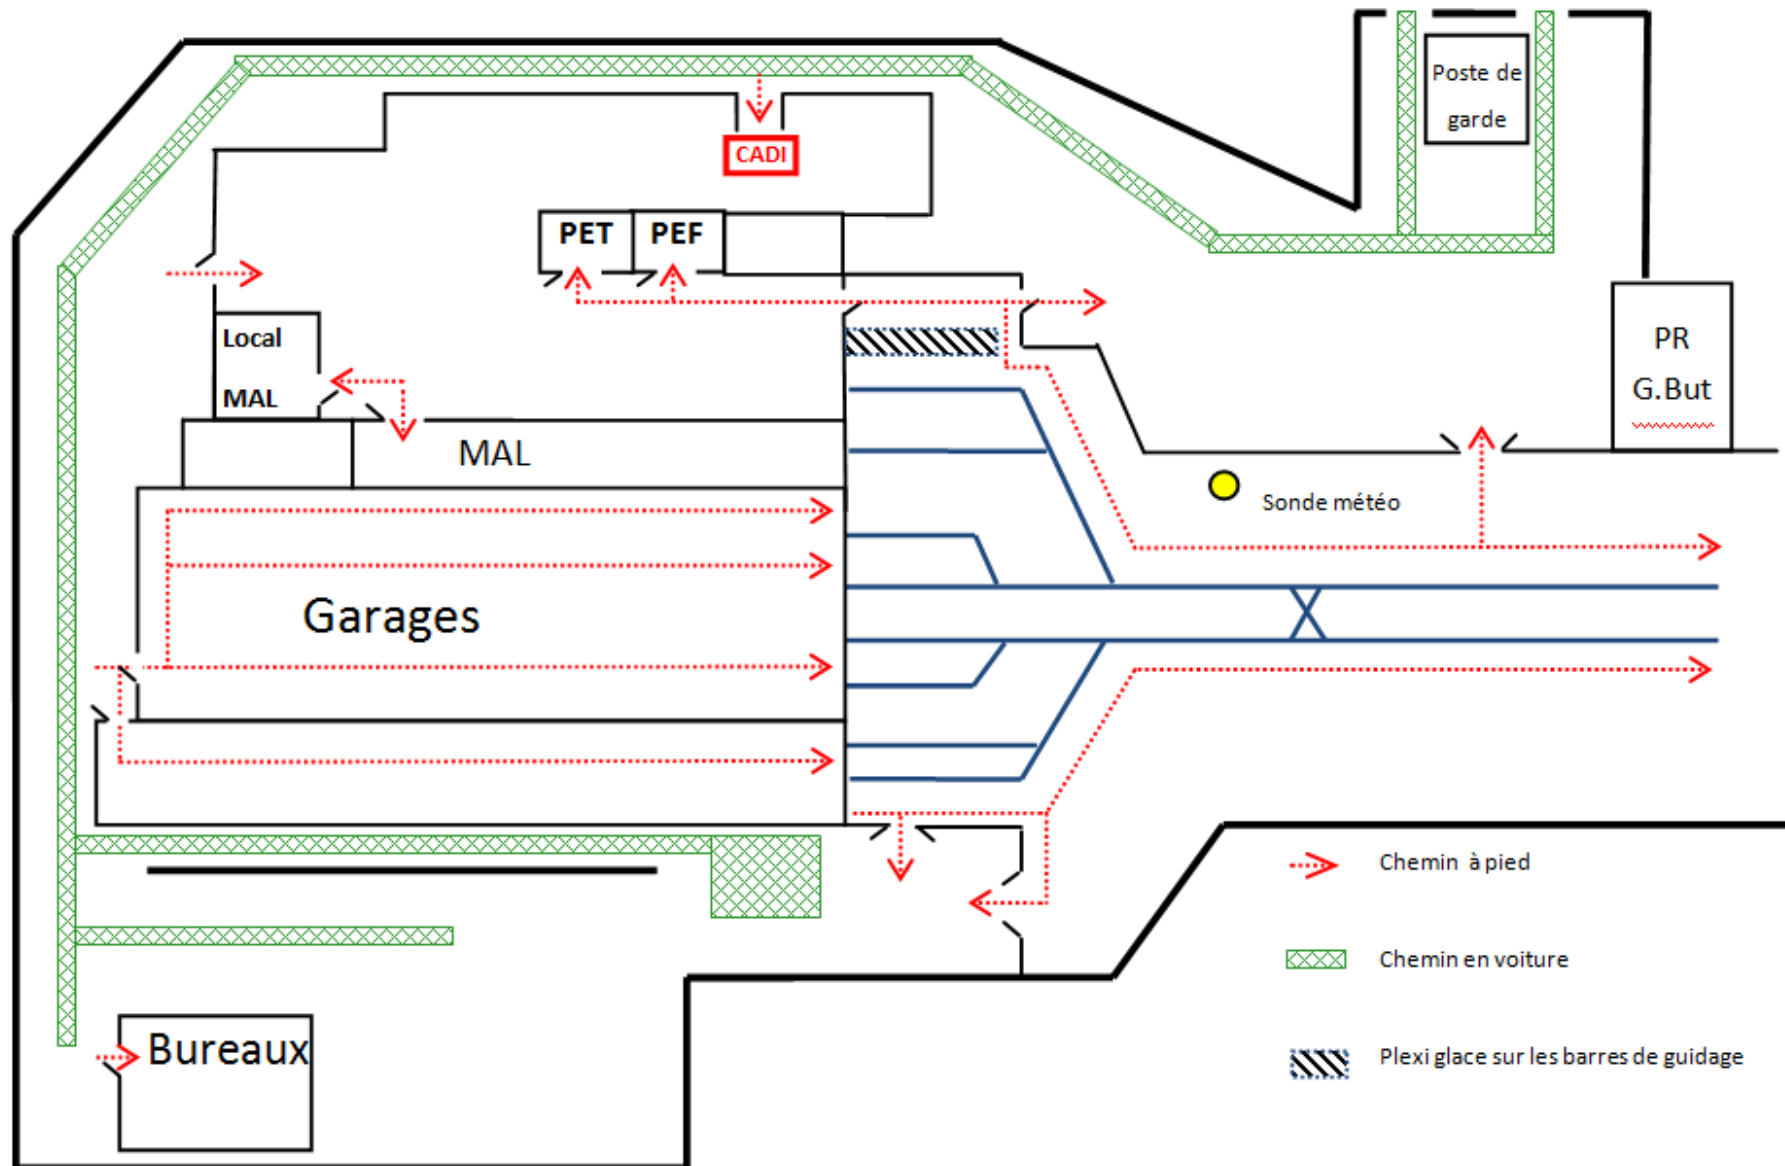 Poste de
garde
CADI
PET
PEF
Local
MAL
PR
G.But
MAL
Sonde météo
Garages
Chemin à pied
Chemin en voiture
Bureaux
Plexi glace sur les barres de guidage